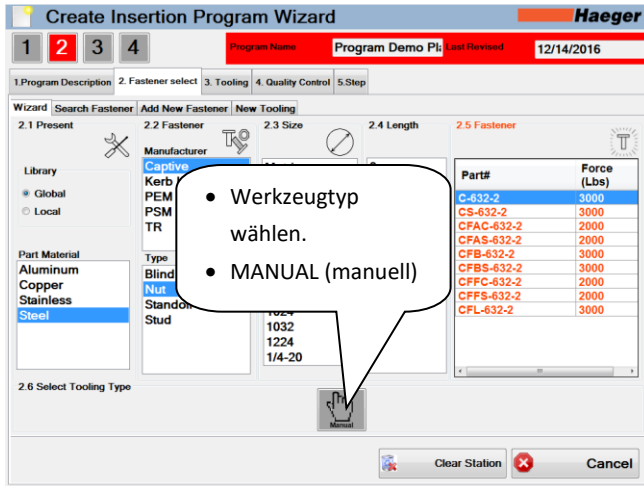 Create Insertion Program Wizard
Haeger
1 2 3 4
Program Name
Program Demo Pla
Last Revised
12/14/2016
1.Program Description
2. Fastener select
3. Tooling
4. Quality Control
5.Step
Wizard
Search Fastener
Add New Fastener
New Tooling
2.1 Present
Library
Global
Local
Part Material
Aluminum
Copper
Stainless
Steel
2.2 Fastener
Manufacturer
Captive
Kerb
PEM
PSM
TR
Type
Blind
Nut
Stud
2.3 Size
1032
1224
1/4-20
2.4 Length
• Werkzeugtyp
wählen.
• MANUAL (manuell)
2.5 Fastener
Part# Force
(Lbs)
C-632-2 3000
CS-632-2 3000
CFAC-632-2 2000
CFAS-632-2 2000
CFB-632-2 3000
CFBS-632-2 3000
CFFC-632-2 2000
CFFS-632-2 2000
CFL-632-2 3000
2.6 Select Tooling Type
Manual
Clear Station
Cancel